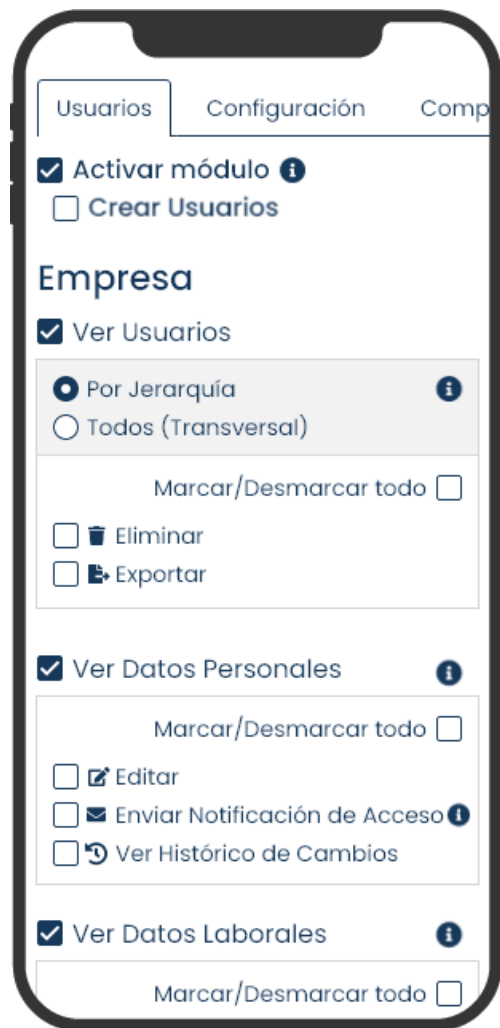 Usuarios Configuración Comp
Activar módulo
Crear Usuarios
Empresa
Ver Usuarios
Por Jerarquía
Todos (Transversal)
Marcar/Desmarcar todo
Eliminar
Exportar
Ver Datos Personales
Marcar/Desmarcar todo
Editar
Enviar Notificación de Acceso
Ver Histórico de Cambios
Ver Datos Laborales
Marcar/Desmarcar todo